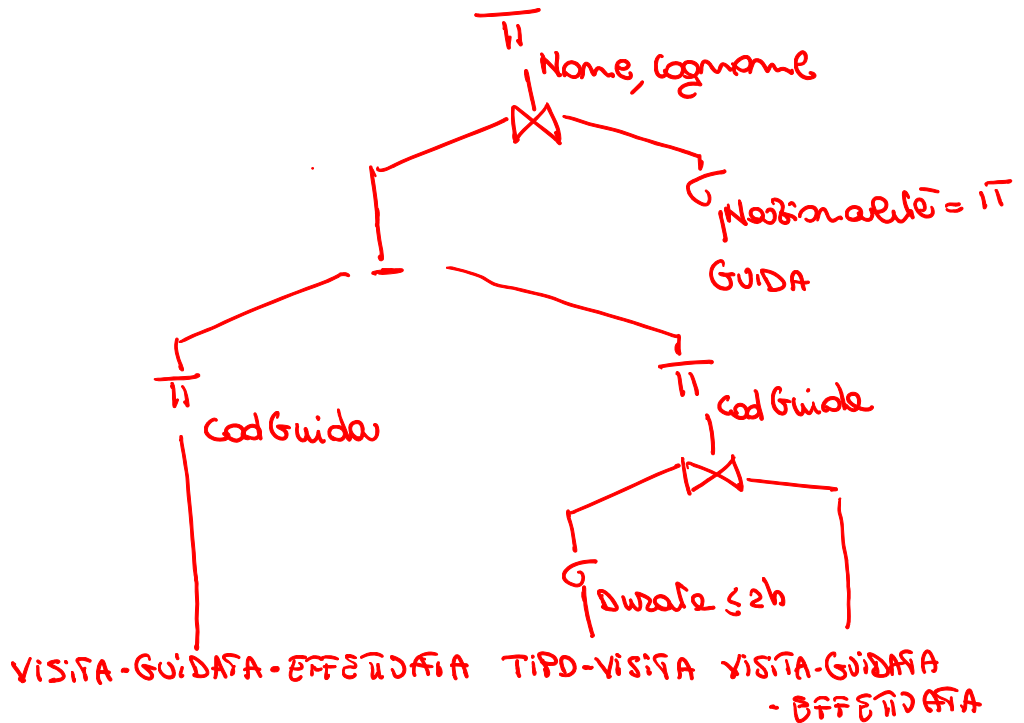 π
Nome, Cognome
⋈
σ Nazionalità = IT
GUIDA
-
π
CodGuida
π
CodGuida
⋈
σ Durata ≤ 2h
VISITA-GUIDATA-EFFETTUATA TIPO-VISITA VISITA-GUIDATA
-EFFETTUATA